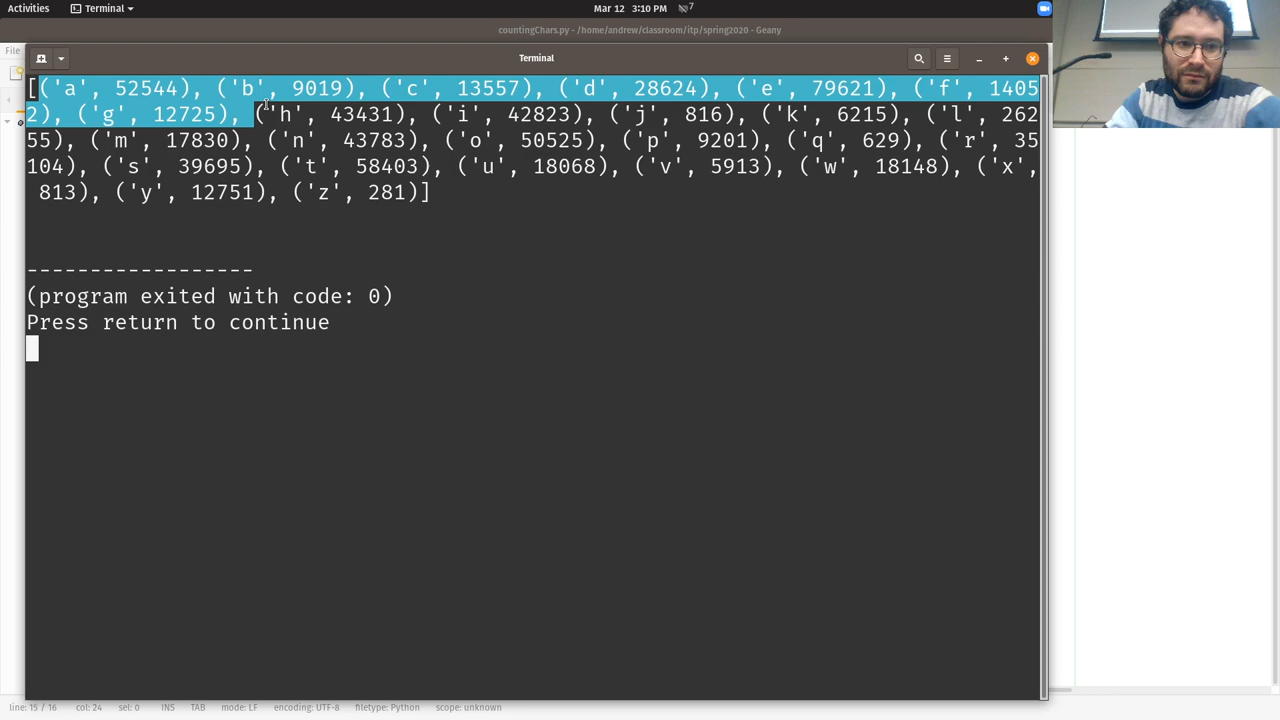 Activities
Terminal
Mar 12 3:10 PM
7
countingChars.py - /home/andrew/classroom/itp/spring2020 - Geany
File
Terminal
[('a', 52544), ('b', 9019), ('c', 13557), ('d', 28624), ('e', 79621), ('f', 1405
2), ('g', 12725), ('h', 43431), ('i', 42823), ('j', 816), ('k', 6215), ('l', 262
55), ('m', 17830), ('n', 43783), ('o', 50525), ('p', 9201), ('q', 629), ('r', 35
104), ('s', 39695), ('t', 58403), ('u', 18068), ('v', 5913), ('w', 18148), ('x',
 813), ('y', 12751), ('z', 281)]
------------------
(program exited with code: 0)
Press return to continue
line: 15 / 16 col: 24 sel: 0 INS TAB mode: LF encoding: UTF-8 filetype: Python scope: unknown